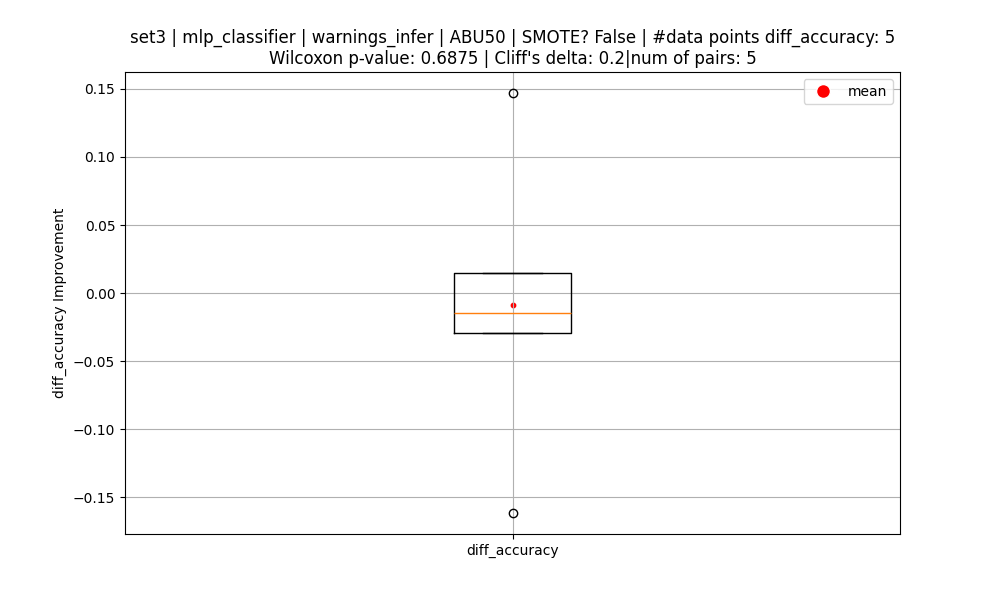 set3 | mlp_classifier | warnings_infer | ABU50 | SMOTE? False | #data points diff_accuracy: 5
Wilcoxon p-value: 0.6875 | Cliff's delta: 0.2|num of pairs: 5
mean
0.15
0.10
0.05
0.00
−0.05
−0.10
−0.15
diff_accuracy Improvement
diff_accuracy